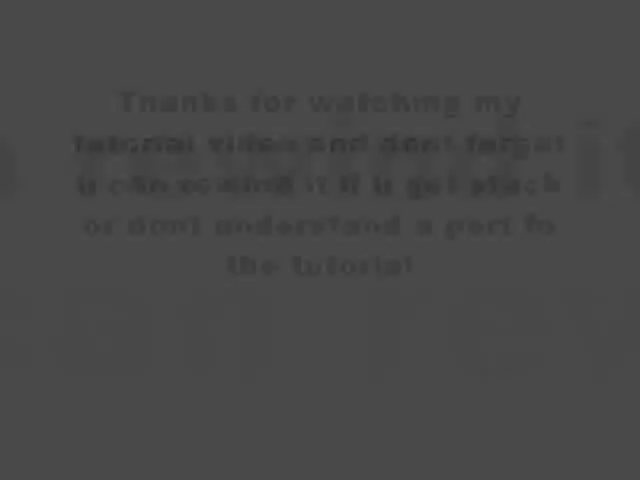 Thanks for watching my
tutorial video and dont forget
u can rewind it if u get stuck
or dont understand a part fo
the tutorial